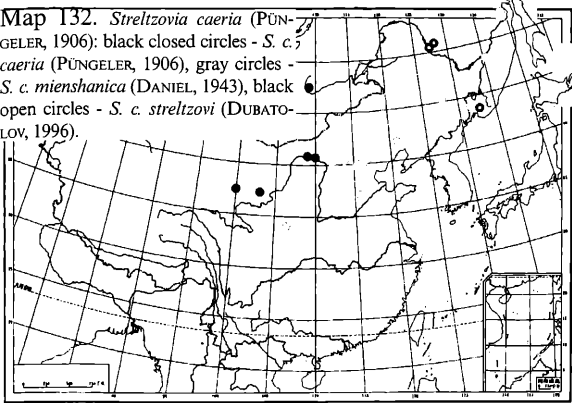 Map 132. Streltzovia caeria (PÜN-
GELER, 1906): black closed circles - S. c.
caeria (PÜNGELER, 1906), gray circles -
S. c. mienshanica (DANIEL, 1943), black
open circles - S. c. streltzovi (DUBATO-
LOV, 1996).